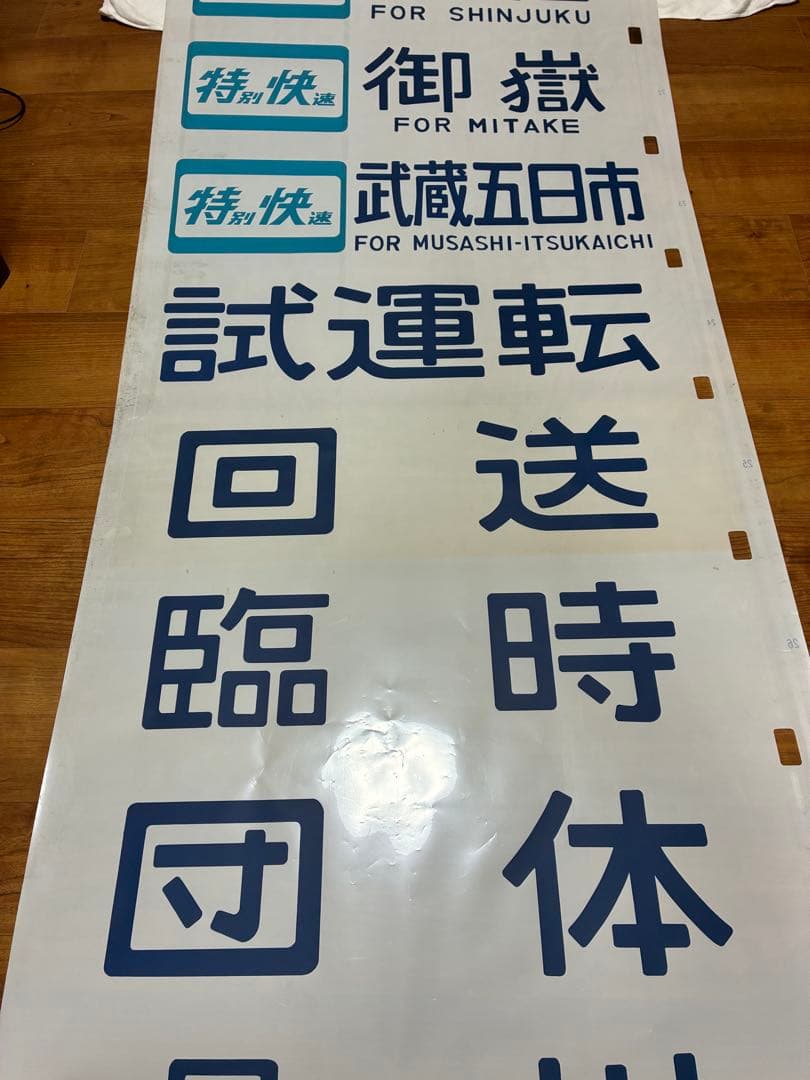 FOR SHINJUKU
特別快速 御嶽
FOR MITAKE
特別快速 武蔵五日市
FOR MUSASHI-ITSUKAICHI
試運転
回送
臨時
団体